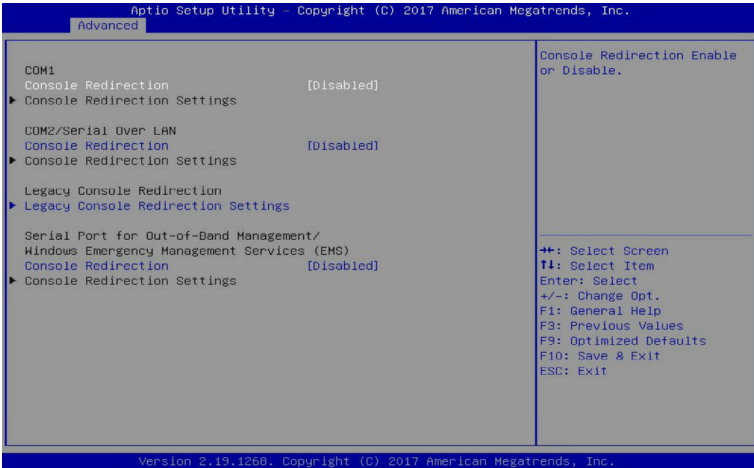 Aptio Setup Utility - Copyright (C) 2017 American Megatrends, Inc.
Advanced
COM1
Console Redirection [Disabled]
▶ Console Redirection Settings
COM2/Serial Over LAN
Console Redirection [Disabled]
▶ Console Redirection Settings
Legacy Console Redirection
▶ Legacy Console Redirection Settings
Serial Port for Out-of-Band Management/
Windows Emergency Management Services (EMS)
Console Redirection [Disabled]
▶ Console Redirection Settings
Console Redirection Enable
or Disable.
→←: Select Screen
↑↓: Select Item
Enter: Select
+/-: Change Opt.
F1: General Help
F3: Previous Values
F9: Optimized Defaults
F10: Save & Exit
ESC: Exit
Version 2.19.1268. Copyright (C) 2017 American Megatrends, Inc.